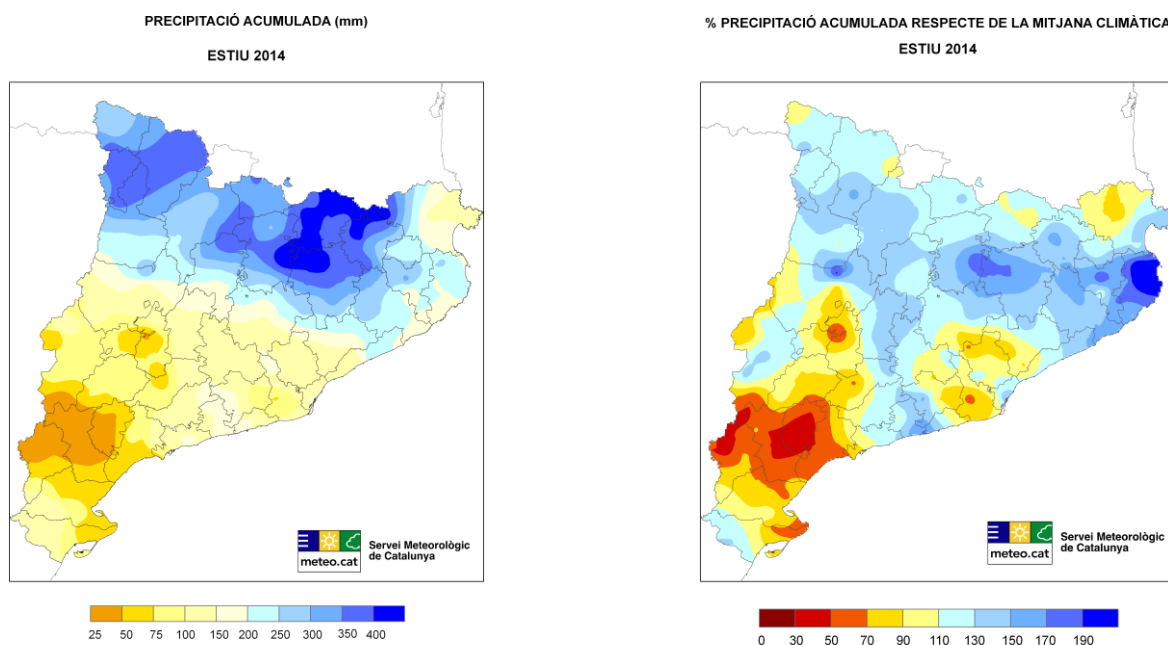 PRECIPITACIÓ ACUMULADA (mm)
ESTIU 2014
Servei Meteorològic
de Catalunya
meteo.cat
25 50 75 100 150 200 250 300 350 400
% PRECIPITACIÓ ACUMULADA RESPECTE DE LA MITJANA CLIMÀTICA
ESTIU 2014
Servei Meteorològic
de Catalunya
meteo.cat
0 30 50 70 90 110 130 150 170 190